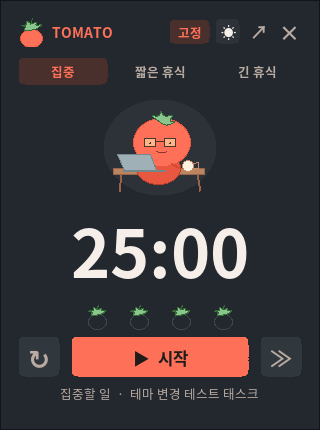 TOMATO 고정
집중 짧은 휴식 긴 휴식
25:00
시작
집중할 일 · 테마 변경 테스트 태스크